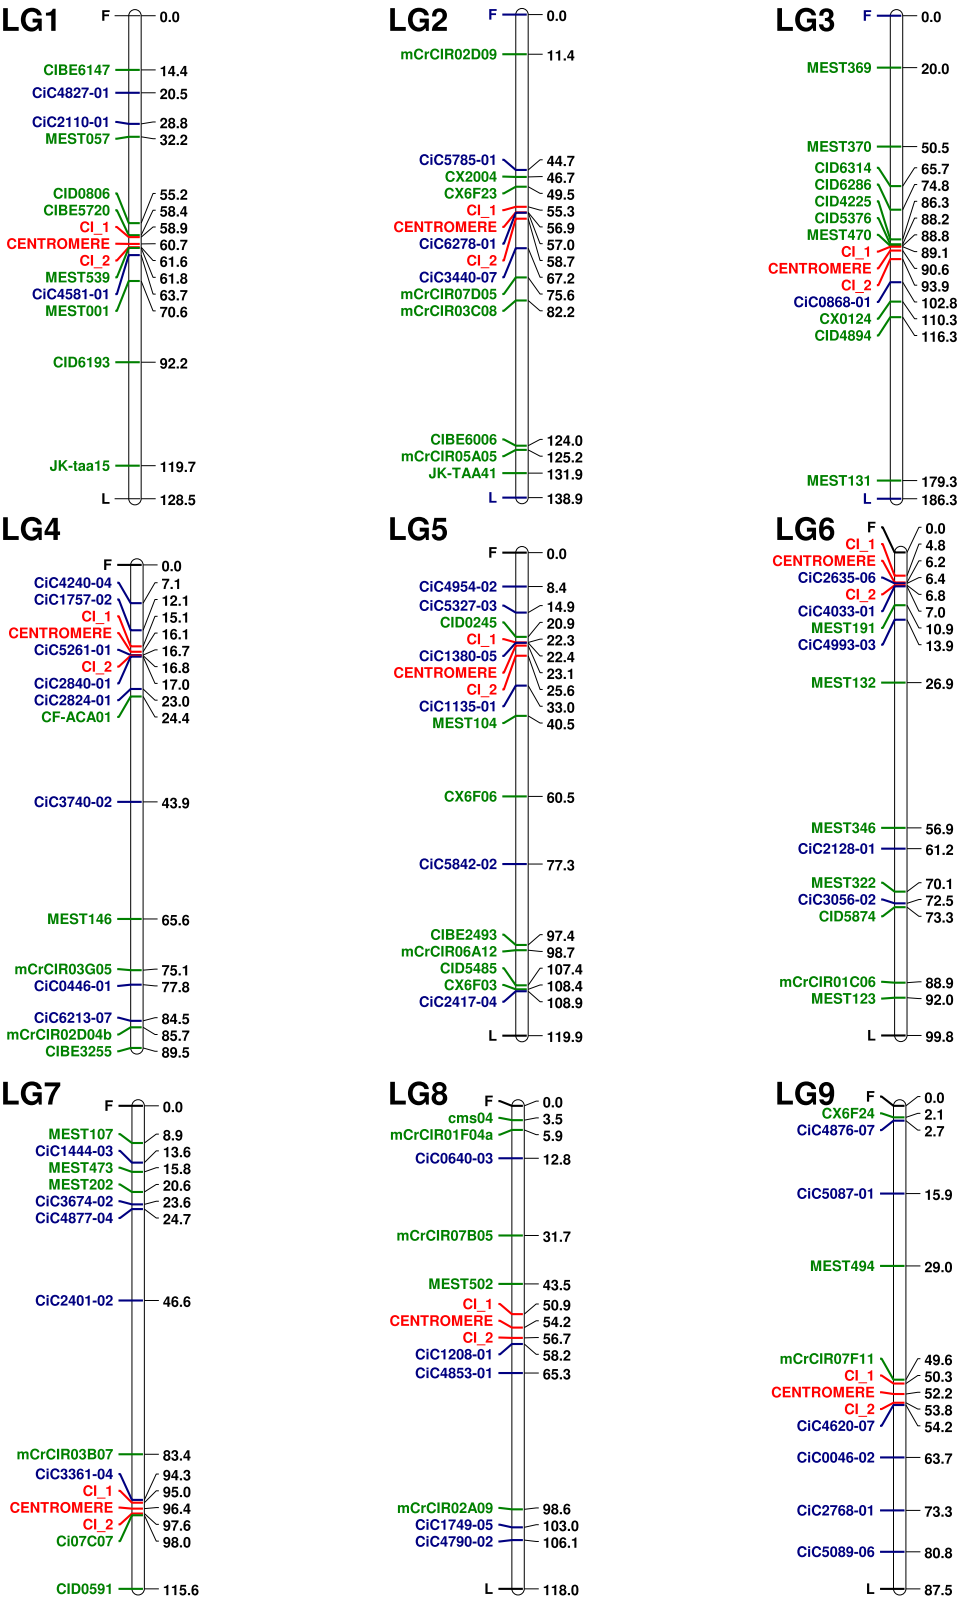 LG1
F 0.0
CIBE6147 14.4
CiC4827-01 20.5
CiC2110-01 28.8
MEST057 32.2
CID0806 55.2
CIBE5720 58.4
CI_1 58.9
CENTROMERE 60.7
CI_2 61.6
MEST539 61.8
CiC4581-01 63.7
MEST001 70.6
CID6193 92.2
JK-taa15 119.7
L 128.5
LG2
F 0.0
mCrCIR02D09 11.4
CiC5785-01 44.7
CX2004 46.7
CX6F23 49.5
CI_1 55.3
CENTROMERE 56.9
CiC6278-01 57.0
CI_2 58.7
CiC3440-07 67.2
mCrCIR07D05 75.6
mCrCIR03C08 82.2
CIBE6006 124.0
mCrCIR05A05 125.2
JK-TAA41 131.9
L 138.9
LG3
F 0.0
MEST369 20.0
MEST370 50.5
CID6314 65.7
CID6286 74.8
CID4225 86.3
CID5376 88.2
MEST470 88.8
CI_1 89.1
CENTROMERE 90.6
CI_2 93.9
CiC0868-01 102.8
CX0124 110.3
CID4894 116.3
MEST131 179.3
L 186.3
LG4
F 0.0
CiC4240-04 7.1
CiC1757-02 12.1
CI_1 15.1
CENTROMERE 16.1
CiC5261-01 16.7
CI_2 16.8
CiC2840-01 17.0
CiC2824-01 23.0
CF-ACA01 24.4
CiC3740-02 43.9
MEST146 65.6
mCrCIR03G05 75.1
CiC0446-01 77.8
CiC6213-07 84.5
mCrCIR02D04b 85.7
CIBE3255 89.5
LG5
F 0.0
CiC4954-02 8.4
CiC5327-03 14.9
CID0245 20.9
CI_1 22.3
CiC1380-05 22.4
CENTROMERE 23.1
CI_2 25.6
CiC1135-01 33.0
MEST104 40.5
CX6F06 60.5
CiC5842-02 77.3
CIBE2493 97.4
mCrCIR06A12 98.7
CID5485 107.4
CX6F03 108.4
CiC2417-04 108.9
L 119.9
LG6
F 0.0
CI_1 4.8
CENTROMERE 6.2
CiC2635-06 6.4
CI_2 6.8
CiC4033-01 7.0
MEST191 10.9
CiC4993-03 13.9
MEST132 26.9
MEST346 56.9
CiC2128-01 61.2
MEST322 70.1
CiC3056-02 72.5
CID5874 73.3
mCrCIR01C06 88.9
MEST123 92.0
L 99.8
LG7
F 0.0
MEST107 8.9
CiC1444-03 13.6
MEST473 15.8
MEST202 20.6
CiC3674-02 23.6
CiC4877-04 24.7
CiC2401-02 46.6
mCrCIR03B07 83.4
CiC3361-04 94.3
CI_1 95.0
CENTROMERE 96.4
CI_2 97.6
Ci07C07 98.0
CID0591 115.6
LG8
F 0.0
cms04 3.5
mCrCIR01F04a 5.9
CiC0640-03 12.8
mCrCIR07B05 31.7
MEST502 43.5
CI_1 50.9
CENTROMERE 54.2
CI_2 56.7
CiC1208-01 58.2
CiC4853-01 65.3
mCrCIR02A09 98.6
CiC1749-05 103.0
CiC4790-02 106.1
L 118.0
LG9
F 0.0
CX6F24 2.1
CiC4876-07 2.7
CiC5087-01 15.9
MEST494 29.0
mCrCIR07F11 49.6
CI_1 50.3
CENTROMERE 52.2
CI_2 53.8
CiC4620-07 54.2
CiC0046-02 63.7
CiC2768-01 73.3
CiC5089-06 80.8
L 87.5